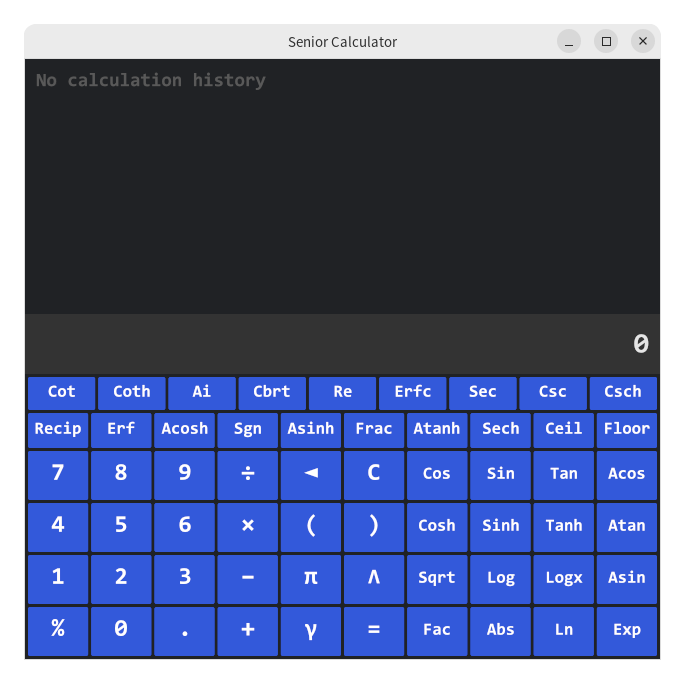 Senior Calculator
No calculation history
0
Cot Coth Ai Cbrt Re Erfc Sec Csc Csch
Recip Erf Acosh Sgn Asinh Frac Atanh Sech Ceil Floor
7 8 9 ÷ ◄ C Cos Sin Tan Acos
4 5 6 × ( ) Cosh Sinh Tanh Atan
1 2 3 − π ʌ Sqrt Log Logx Asin
% 0 . + γ = Fac Abs Ln Exp